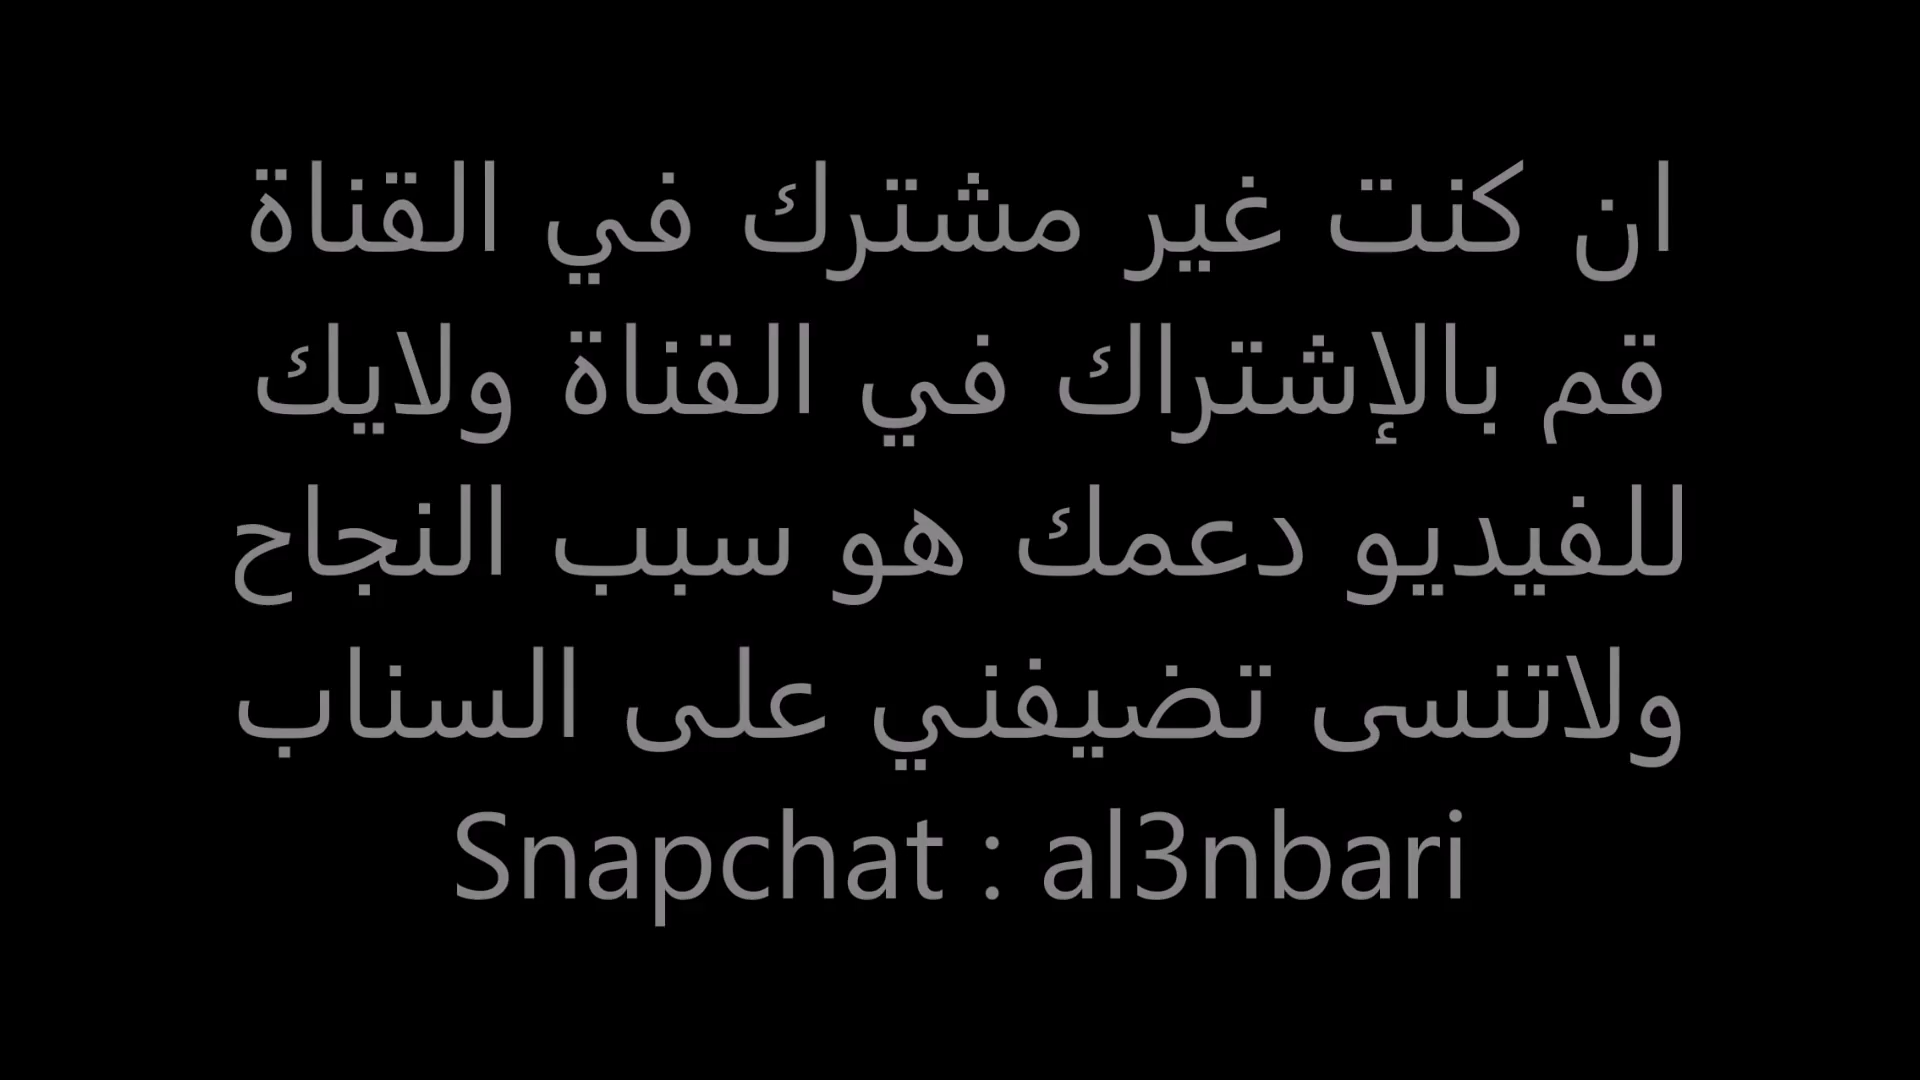 ان كنت غير مشترك في القناة
قم بالإشتراك في القناة ولايك
للفيديو دعمك هو سبب النجاح
ولاتنسى تضيفني على السناب
Snapchat : al3nbari